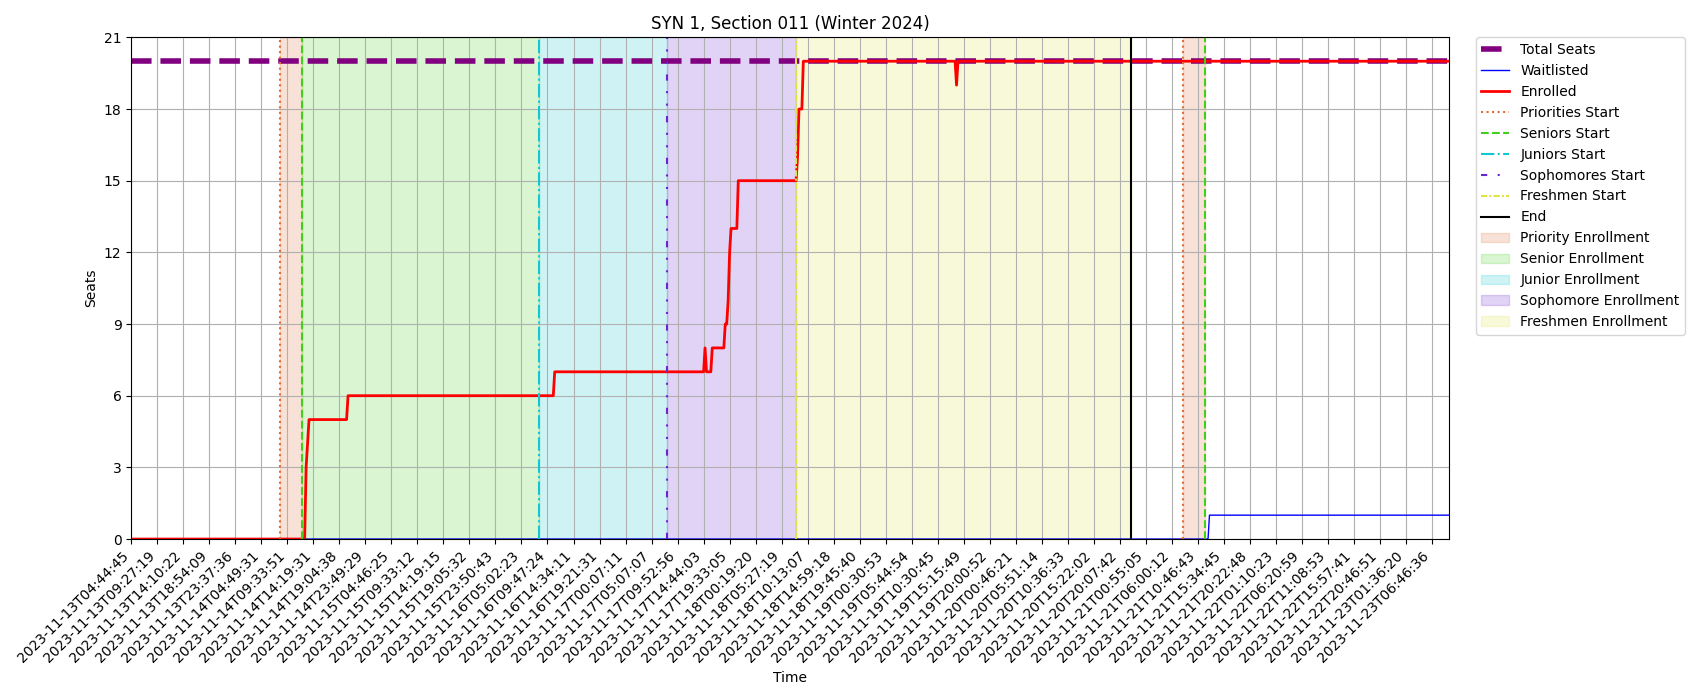 SYN 1, Section 011 (Winter 2024)
Seats
21
18
15
12
9
6
3
0
Total Seats
Waitlisted
Enrolled
Priorities Start
Seniors Start
Juniors Start
Sophomores Start
Freshmen Start
End
Priority Enrollment
Senior Enrollment
Junior Enrollment
Sophomore Enrollment
Freshmen Enrollment
2023-11-13T04:44:45
2023-11-13T09:27:19
2023-11-13T14:10:22
2023-11-13T18:54:09
2023-11-13T23:37:36
2023-11-14T04:49:31
2023-11-14T09:33:51
2023-11-14T14:19:31
2023-11-14T19:04:38
2023-11-14T23:49:29
2023-11-15T04:46:25
2023-11-15T09:33:12
2023-11-15T14:19:15
2023-11-15T19:05:32
2023-11-15T23:50:43
2023-11-16T05:02:23
2023-11-16T09:47:24
2023-11-16T14:34:11
2023-11-16T19:21:37
2023-11-17T00:07:11
2023-11-17T05:07:07
2023-11-17T09:52:56
2023-11-17T14:44:03
2023-11-17T19:33:05
2023-11-18T00:19:20
2023-11-18T05:27:19
2023-11-18T10:13:07
2023-11-18T14:59:18
2023-11-18T19:45:40
2023-11-19T00:30:53
2023-11-19T05:44:54
2023-11-19T10:30:45
2023-11-19T15:15:49
2023-11-19T20:00:52
2023-11-20T00:46:21
2023-11-20T05:51:14
2023-11-20T10:36:33
2023-11-20T15:22:02
2023-11-20T20:07:42
2023-11-21T00:55:05
2023-11-21T06:00:12
2023-11-21T10:46:43
2023-11-21T15:34:45
2023-11-21T20:22:48
2023-11-22T01:10:23
2023-11-22T06:20:59
2023-11-22T11:08:53
2023-11-22T15:57:41
2023-11-22T20:46:51
2023-11-23T01:36:20
2023-11-23T06:46:36
Time